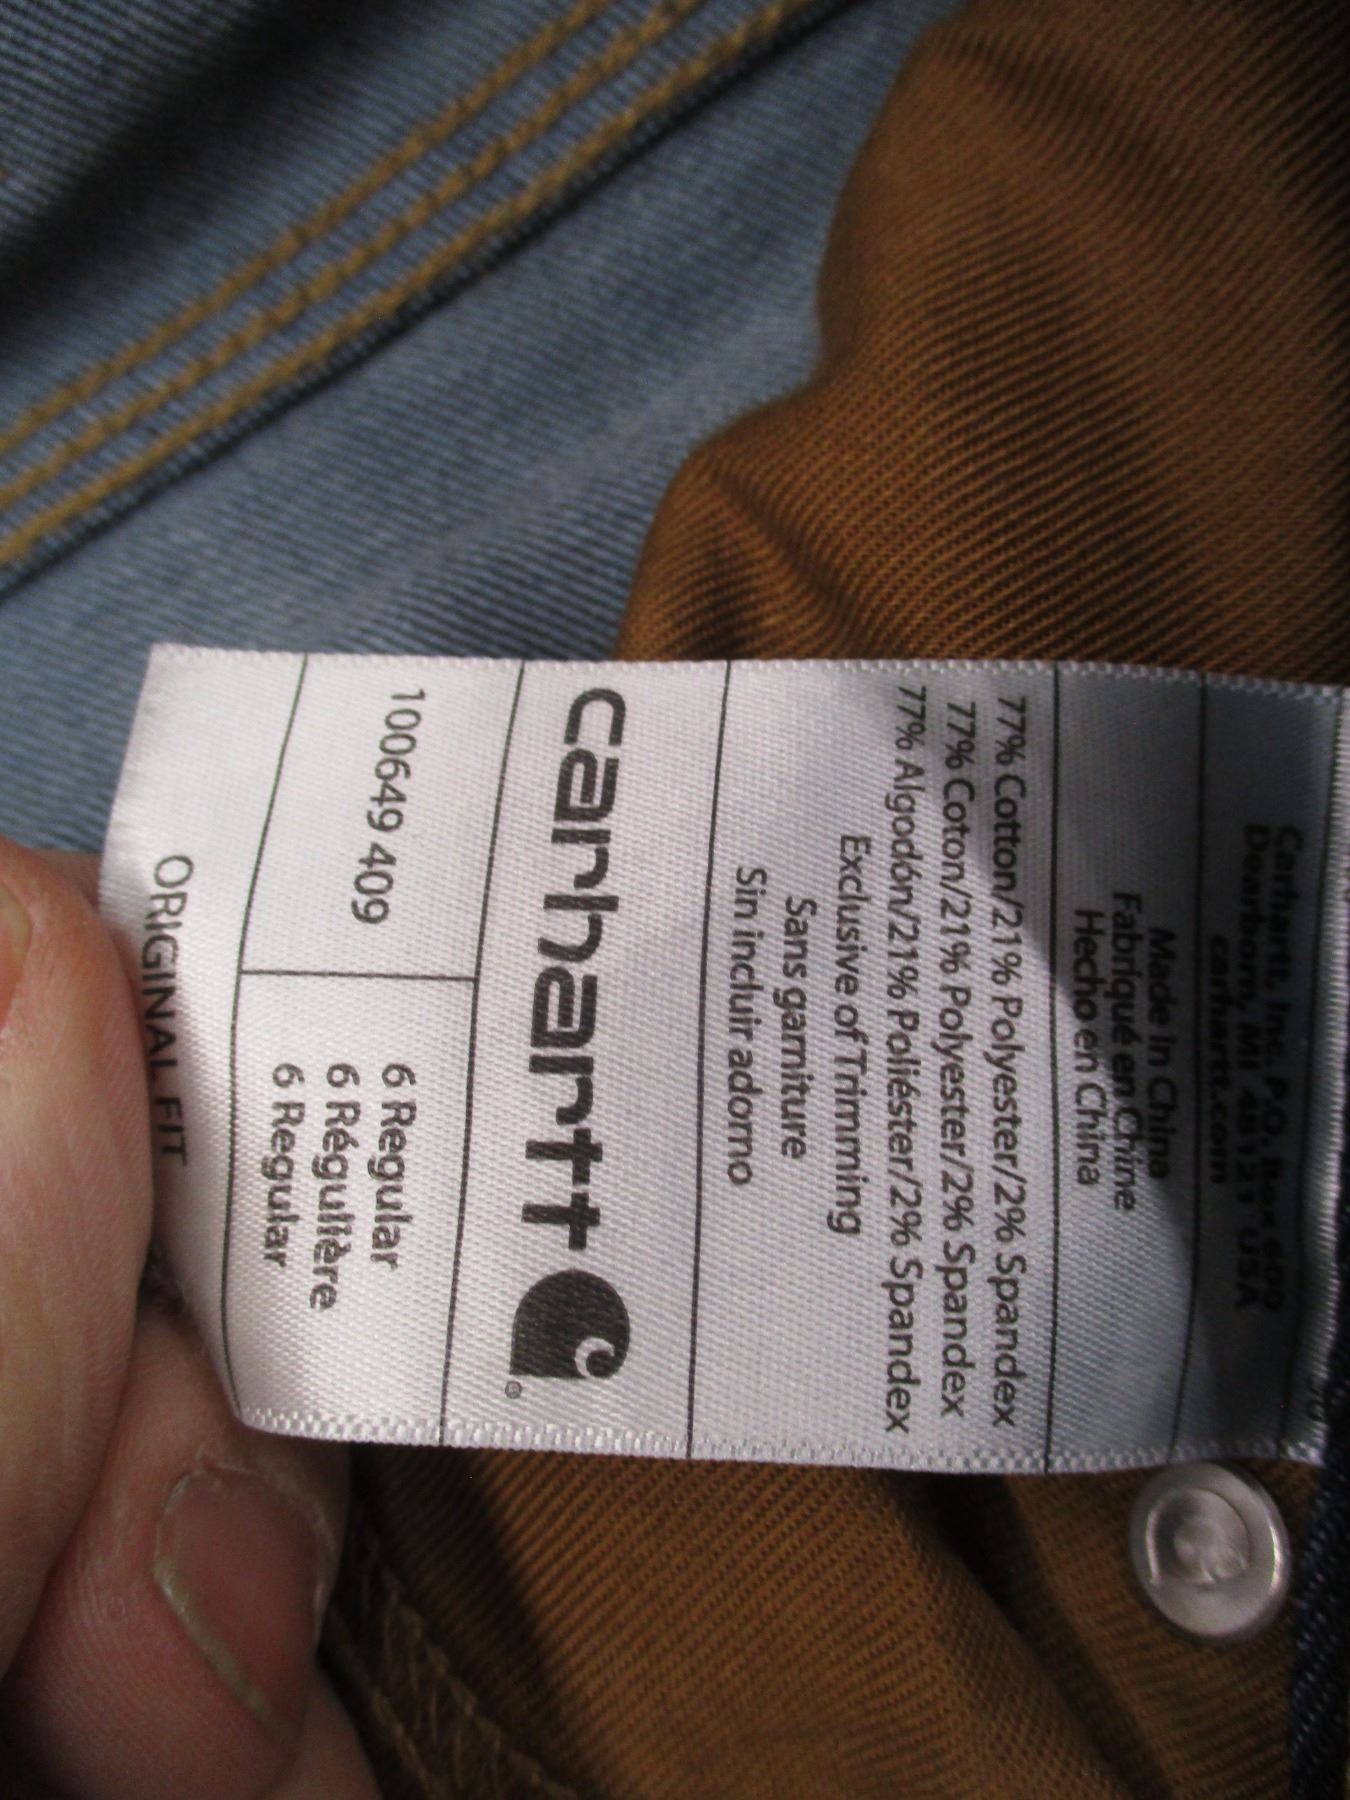 Carhartt, Inc. P.O. Box 600
Dearborn, MI 48121 USA
carhartt.com
Made in China
Fabriqué en Chine
Hecho en China
77% Cotton/21% Polyester/2% Spandex
77% Coton/21% Polyester/2% Spandex
77% Algodón/21% Poliéster/2% Spandex
Exclusive of Trimming
Sans garniture
Sin incluir adorno
carhartt ®
100649 409
6 Regular
6 Régulière
6 Regular
ORIGINAL FIT